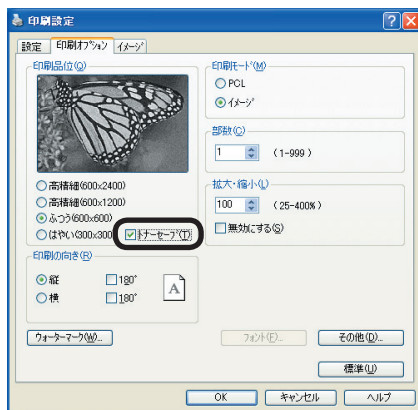 印刷設定
設定 印刷オプション イメージ
印刷品位(Q)
高精細(600x2400)
高精細(600x1200)
ふつう(600x600)
はやい(300x300) トナーセーブ(T)
印刷の向き(R)
縦 180°
横 180°
A
ウォーターマーク(W)...
印刷モード(M)
PCL
イメージ
部数(C)
1 (1-999)
拡大・縮小(L)
100 (25-400%)
無効にする(S)
フォント(F)... その他(D)...
標準(U)
OK キャンセル ヘルプ